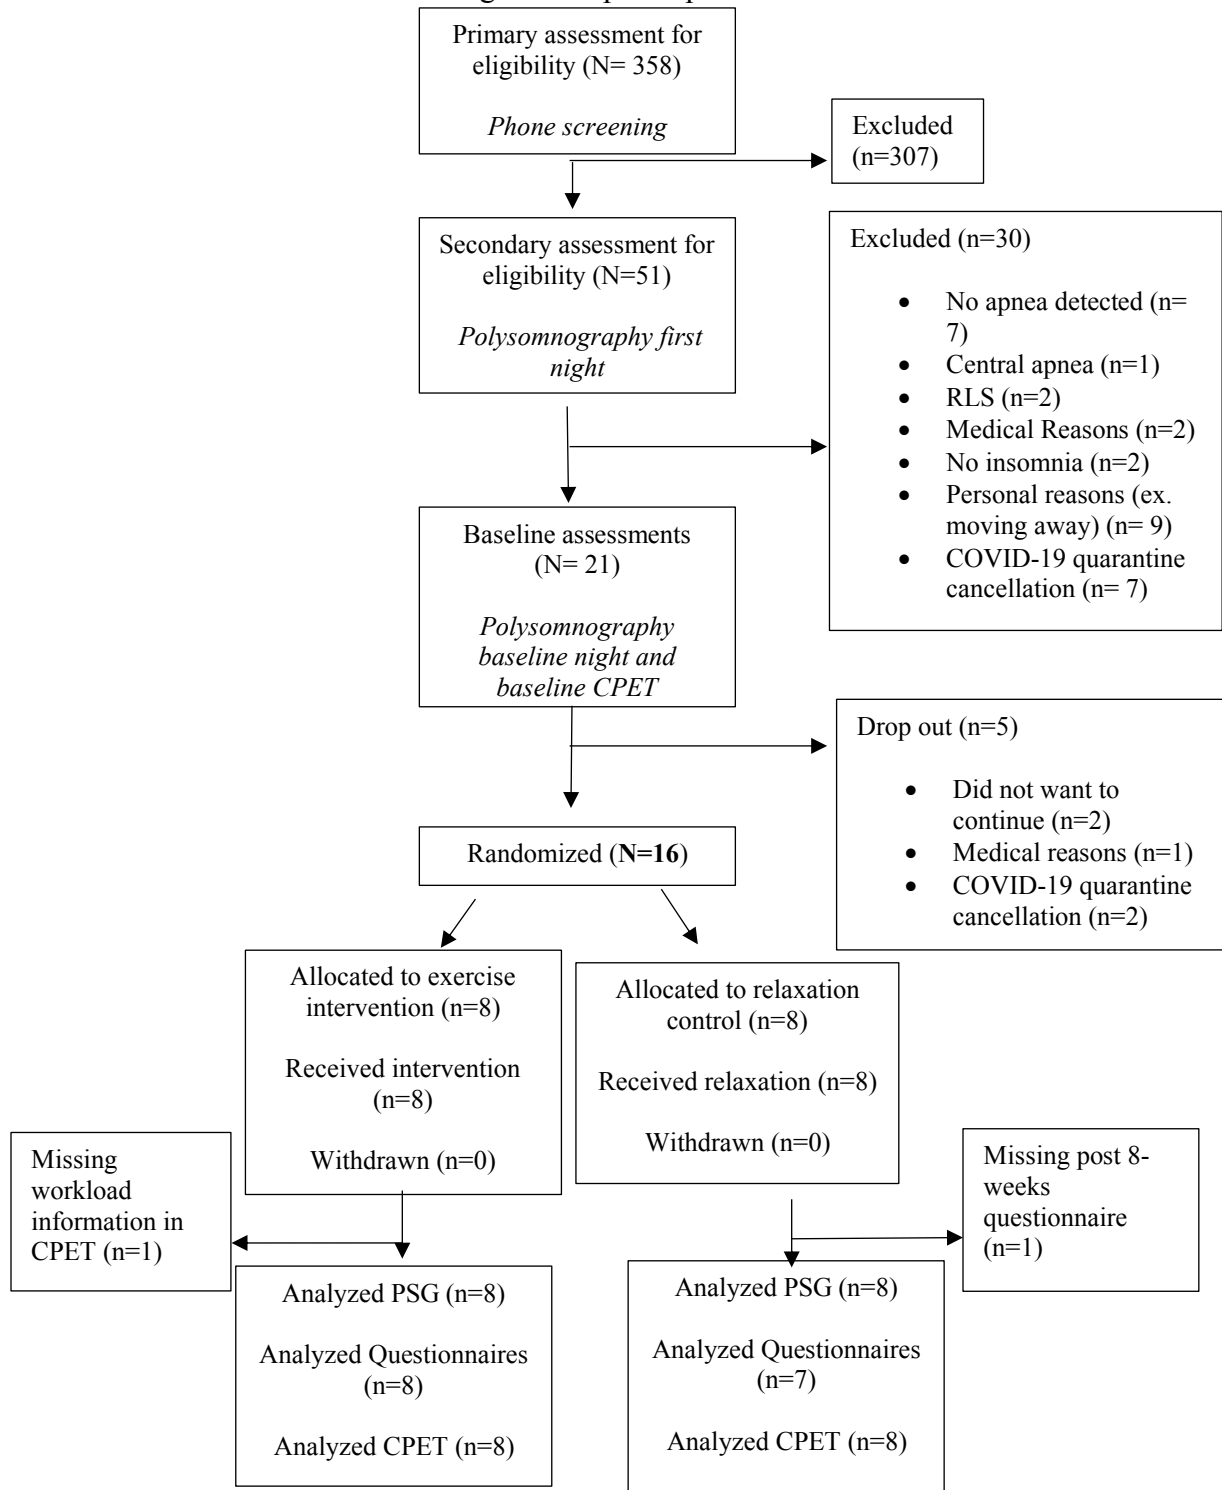 Primary assessment for
eligibility (N= 358)
Phone screening
Excluded
(n=307)
Secondary assessment for
eligibility (N=51)
Polysomnography first
night
Excluded (n=30)
• No apnea detected (n=
7)
• Central apnea (n=1)
• RLS (n=2)
• Medical Reasons (n=2)
• No insomnia (n=2)
• Personal reasons (ex.
moving away) (n= 9)
• COVID-19 quarantine
cancellation (n= 7)
Baseline assessments
(N= 21)
Polysomnography
baseline night and
baseline CPET
Drop out (n=5)
• Did not want to
continue (n=2)
• Medical reasons (n=1)
• COVID-19 quarantine
cancellation (n=2)
Randomized (N=16)
Allocated to exercise
intervention (n=8)
Received intervention
(n=8)
Withdrawn (n=0)
Allocated to relaxation
control (n=8)
Received relaxation (n=8)
Withdrawn (n=0)
Missing
workload
information in
CPET (n=1)
Missing post 8-
weeks
questionnaire
(n=1)
Analyzed PSG (n=8)
Analyzed Questionnaires
(n=8)
Analyzed CPET (n=8)
Analyzed PSG (n=8)
Analyzed Questionnaires
(n=7)
Analyzed CPET (n=8)